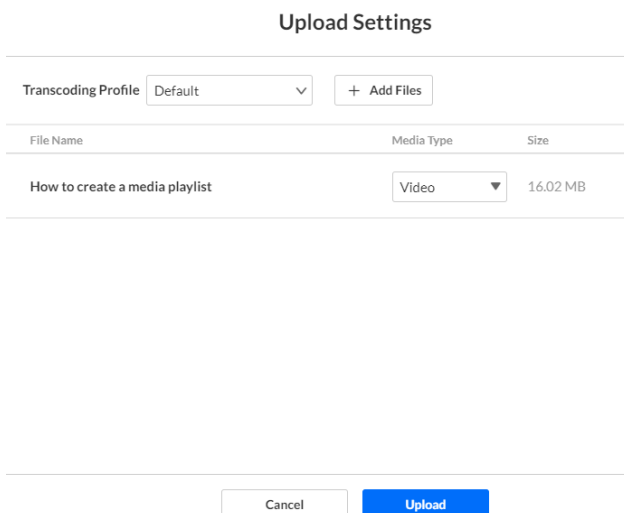 Upload Settings
Transcoding Profile Default + Add Files
File Name Media Type Size
How to create a media playlist Video 16.02 MB
Cancel Upload